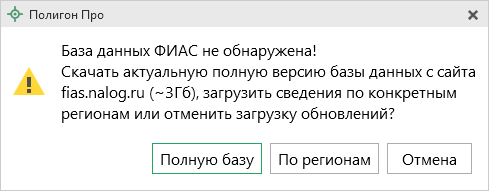 Полигон Про
База данных ФИАС не обнаружена!
Скачать актуальную полную версию базы данных с сайта
fias.nalog.ru (~3Гб), загрузить сведения по конкретным
регионам или отменить загрузку обновлений?
Полную базу
По регионам
Отмена